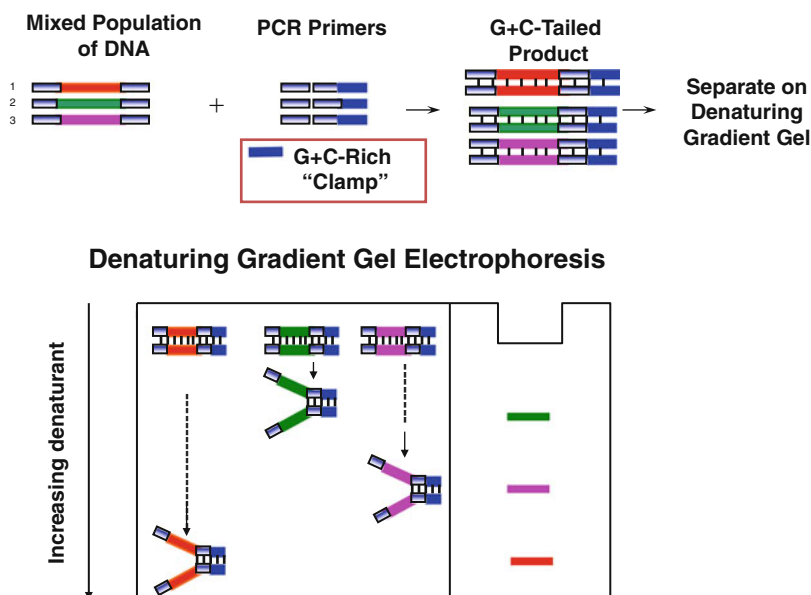 Mixed Population
of DNA
PCR Primers
G+C-Tailed
Product
1
2
3
+
Separate on
Denaturing
Gradient Gel
G+C-Rich
“Clamp”
Denaturing Gradient Gel Electrophoresis
Increasing denaturant